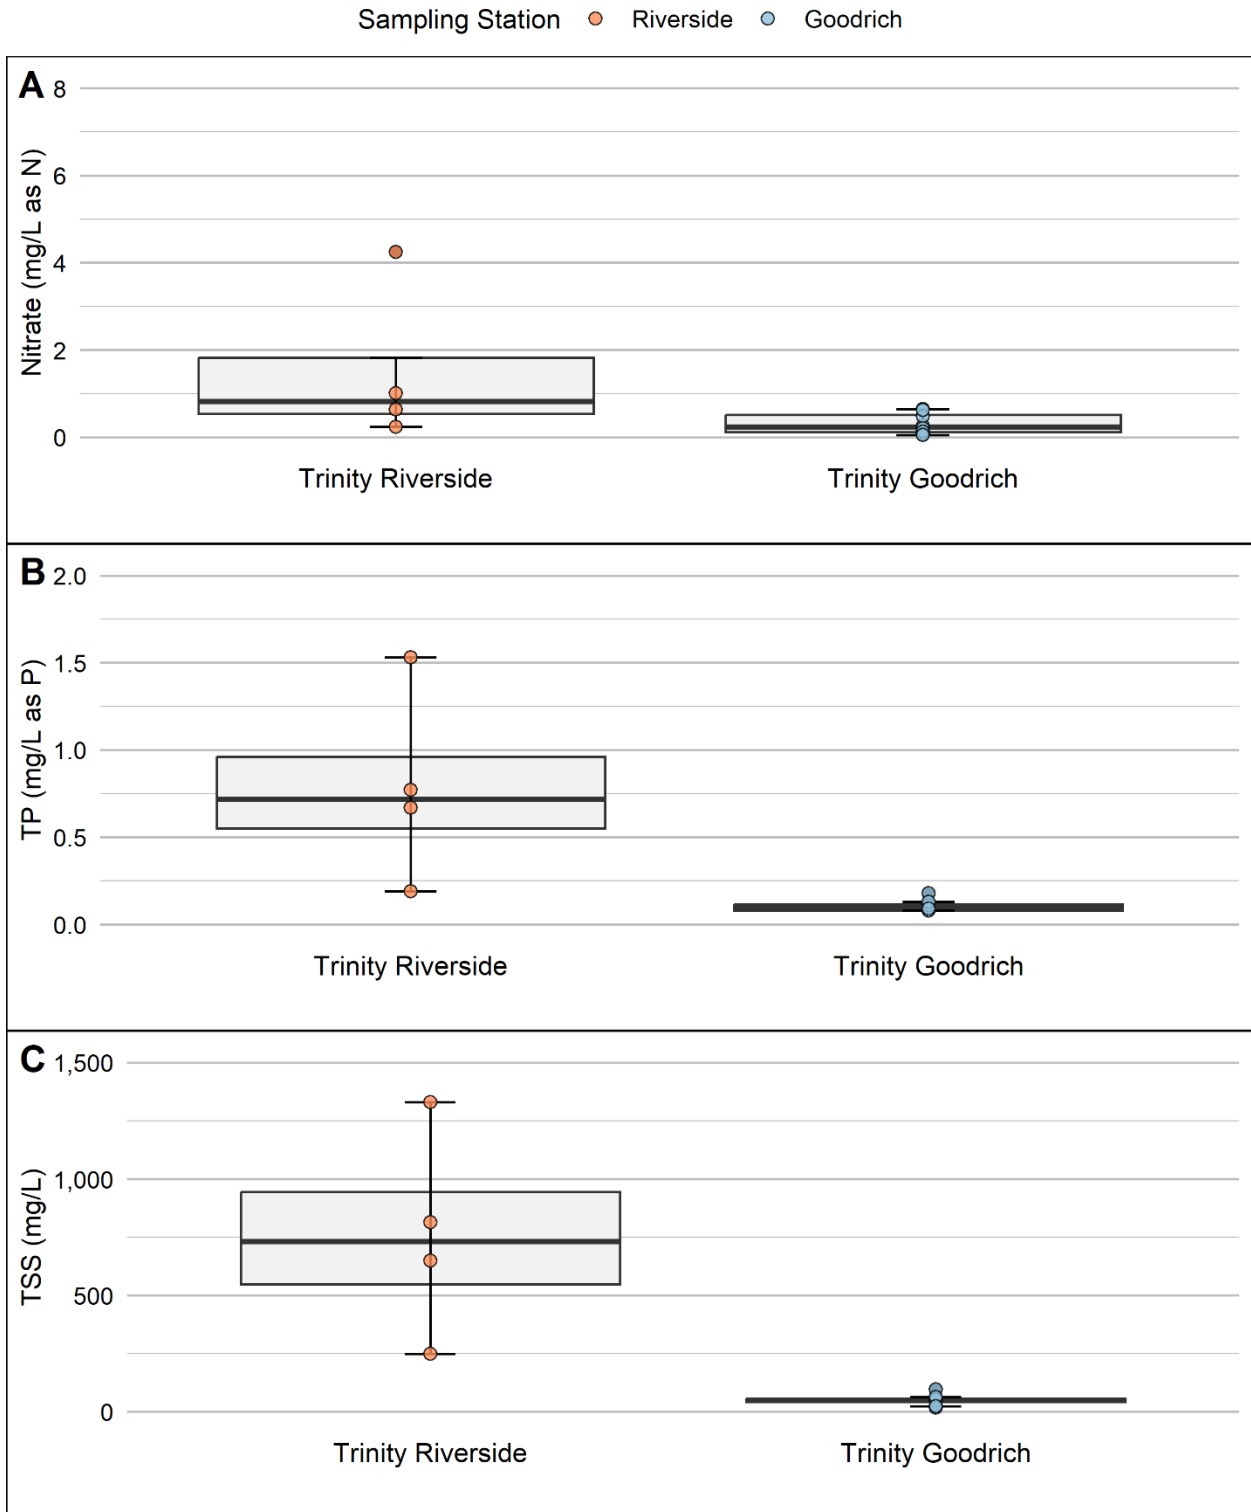 Sampling Station Riverside Goodrich
A
Nitrate (mg/L as N)
8
6
4
2
0
Trinity Riverside Trinity Goodrich
B
TP (mg/L as P)
2.0
1.5
1.0
0.5
0.0
Trinity Riverside Trinity Goodrich
C
TSS (mg/L)
1,500
1,000
500
0
Trinity Riverside Trinity Goodrich